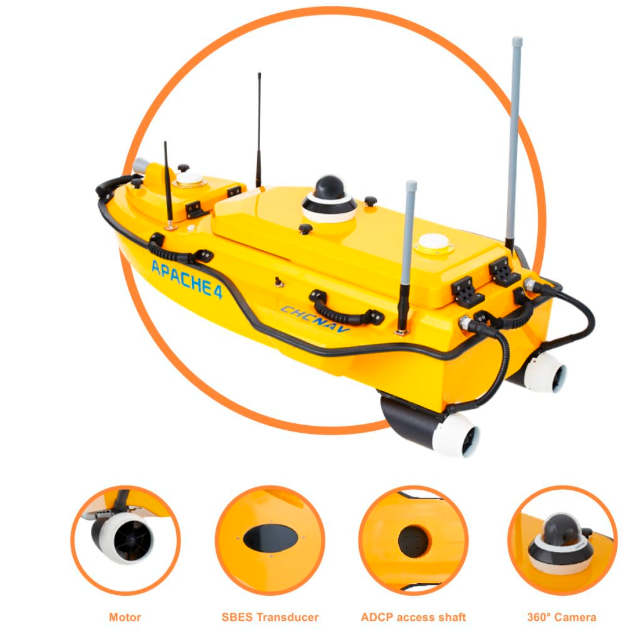 APACHE4
CHCNAV
Motor
SBES Transducer
ADCP access shaft
360° Camera